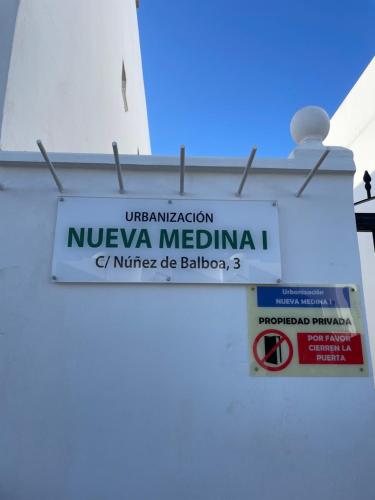 URBANIZACIÓN
NUEVA MEDINA I
C/ Núñez de Balboa, 3
Urbanización
NUEVA MEDINA I
PROPIEDAD PRIVADA
POR FAVOR
CIERREN LA
PUERTA